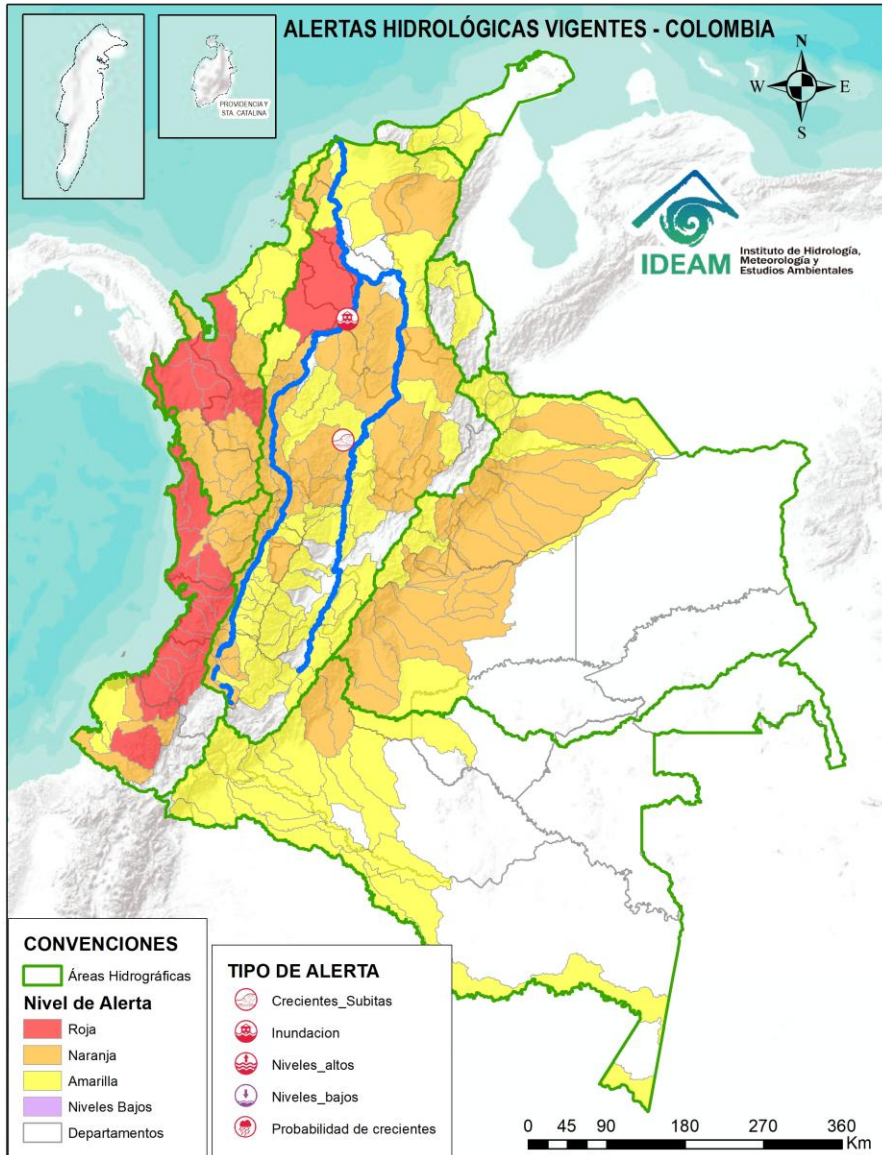 ALERTAS HIDROLÓGICAS VIGENTES - COLOMBIA
PROVIDENCIA Y
STA. CATALINA
N
W
E
S
IDEAM
Instituto de Hidrología,
Meteorología y
Estudios Ambientales
CONVENCIONES
Áreas Hidrográficas
Nivel de Alerta
Roja
Naranja
Amarilla
Niveles Bajos
Departamentos
TIPO DE ALERTA
Crecientes_Subitas
Inundacion
Niveles_altos
Niveles_bajos
Probabilidad de crecientes
0 45 90 180 270 360
Km